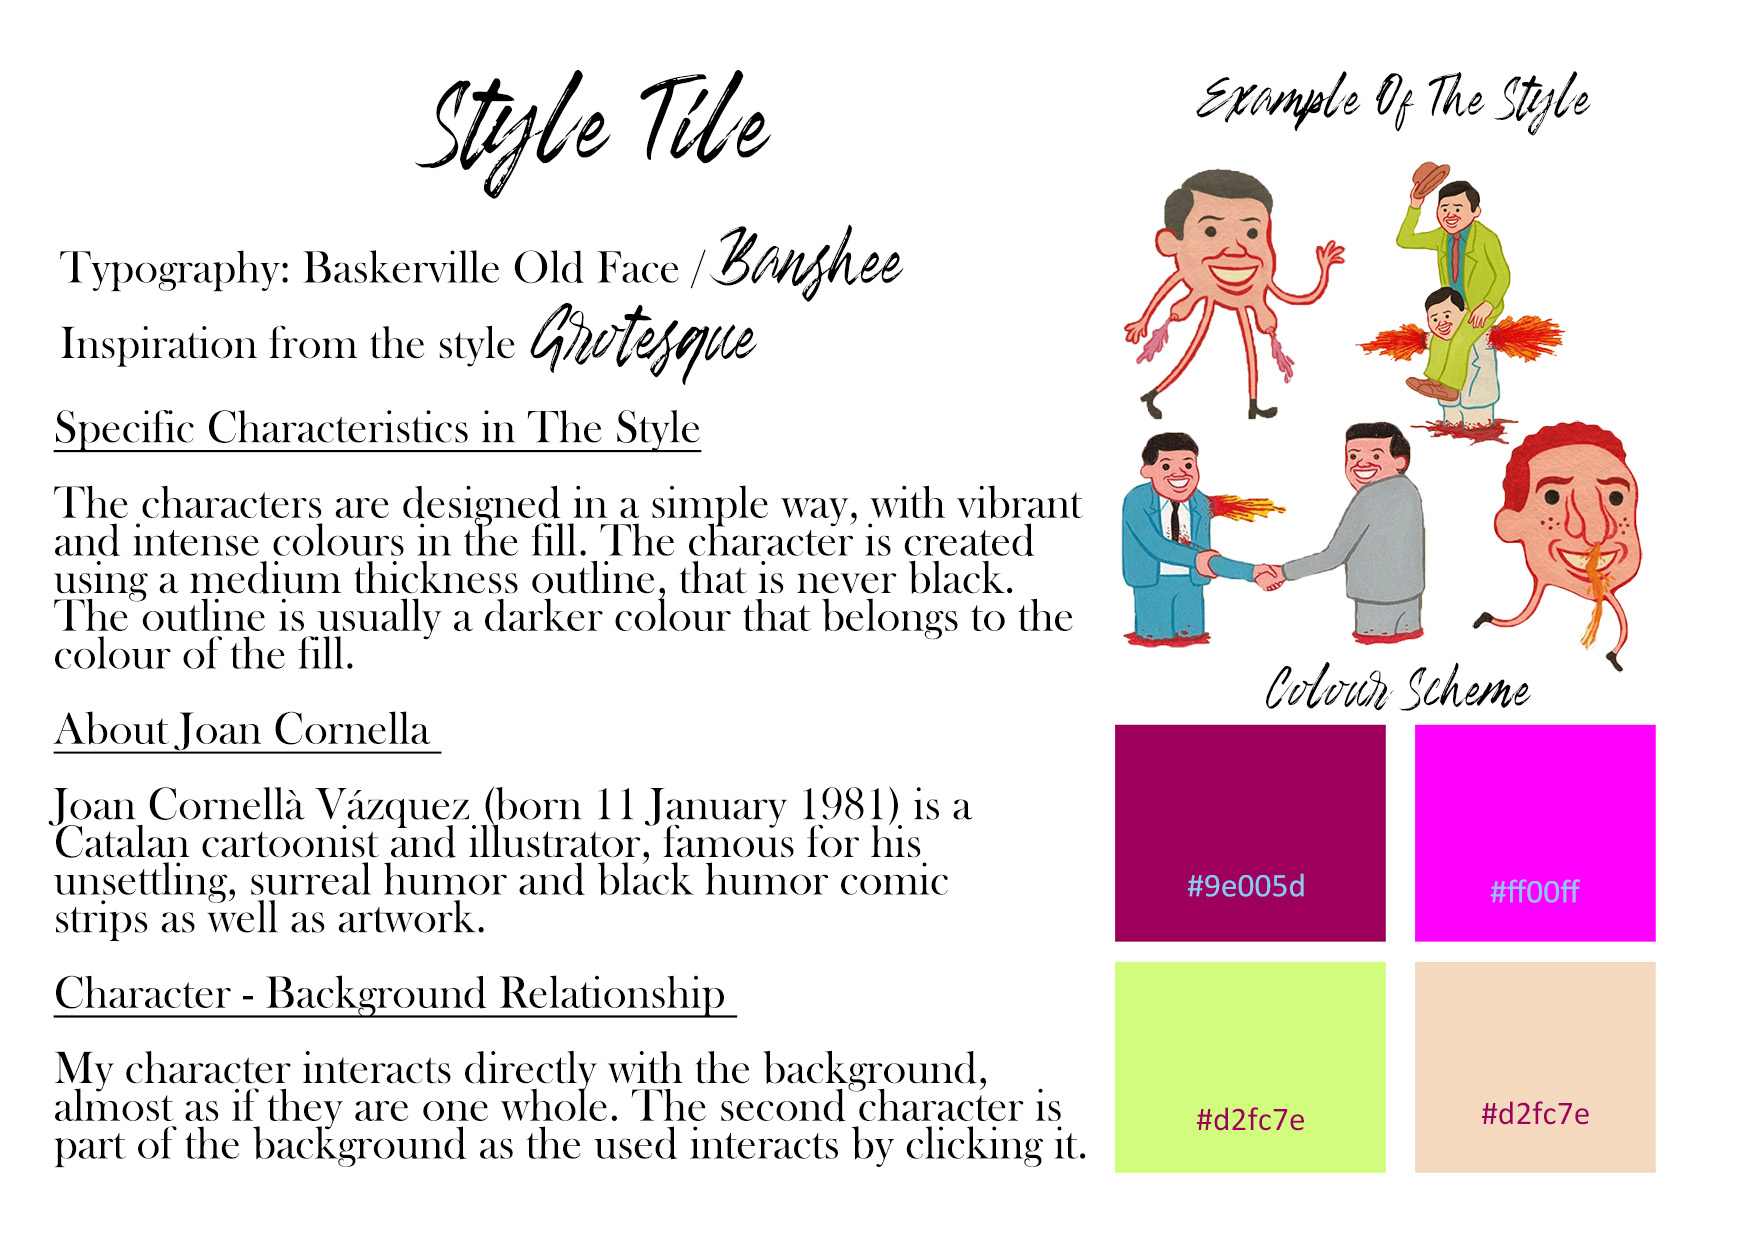 Style Tile
Typography: Baskerville Old Face / Banshee
Inspiration from the style Grotesque
Specific Characteristics in The Style
The characters are designed in a simple way, with vibrant
and intense colours in the fill. The character is created
using a medium thickness outline, that is never black.
The outline is usually a darker colour that belongs to the
colour of the fill.
About Joan Cornella
Joan Cornellà Vázquez (born 11 January 1981) is a
Catalan cartoonist and illustrator, famous for his
unsettling, surreal humor and black humor comic
strips as well as artwork.
Character - Background Relationship
My character interacts directly with the background,
almost as if they are one whole. The second character is
part of the background as the used interacts by clicking it.
Example Of The Style
Colour Scheme
#9e005d
#ff00ff
#d2fc7e
#d2fc7e